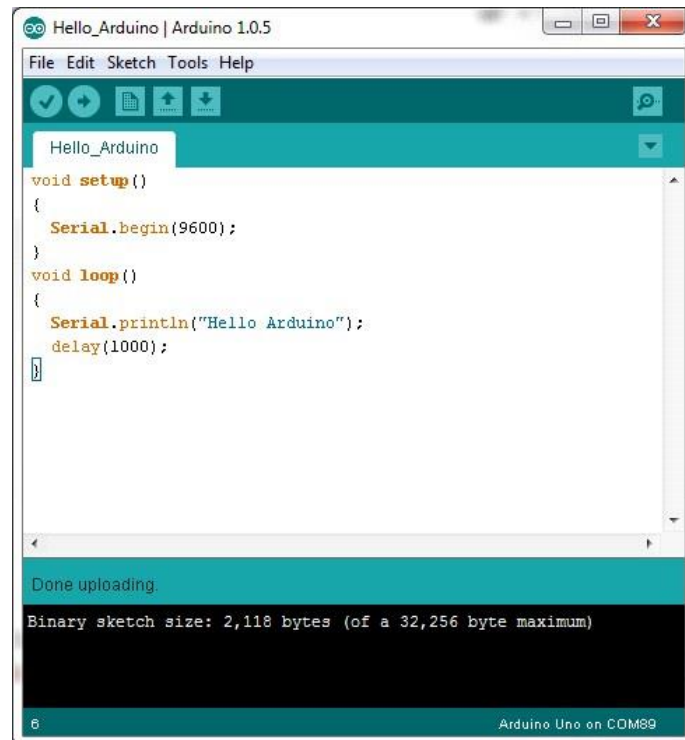 Hello_Arduino | Arduino 1.0.5
File Edit Sketch Tools Help
Hello_Arduino
void setup()
{
  Serial.begin(9600);
}
void loop()
{
  Serial.println("Hello Arduino");
  delay(1000);
}
Done uploading.
Binary sketch size: 2,118 bytes (of a 32,256 byte maximum)
6 Arduino Uno on COM89